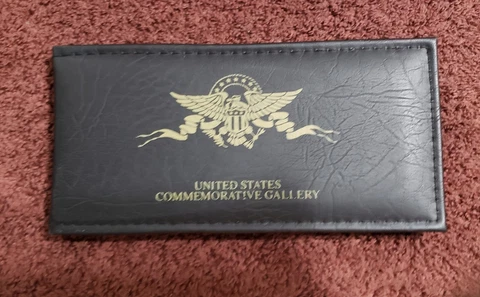 UNITED STATES
COMMEMORATIVE GALLERY